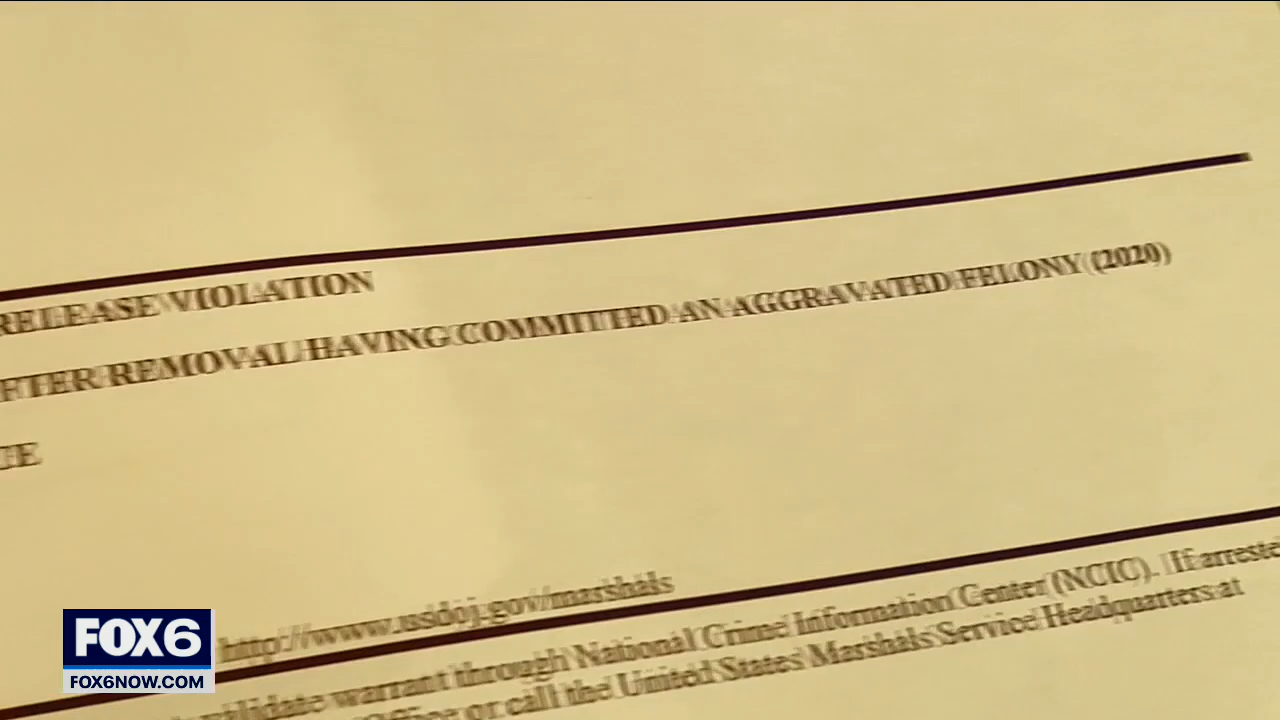 RELEASE VIOLATION
FTER REMOVAL HAVING COMMITTED AN AGGRAVATED FELONY (2020))
http://www.usdoj.gov/marshals
validate warrant through National Crime Information Center (NCIC). If arreste
Office or call the United States Marshals Service Headquarters at
FOX6
FOX6NOW.COM